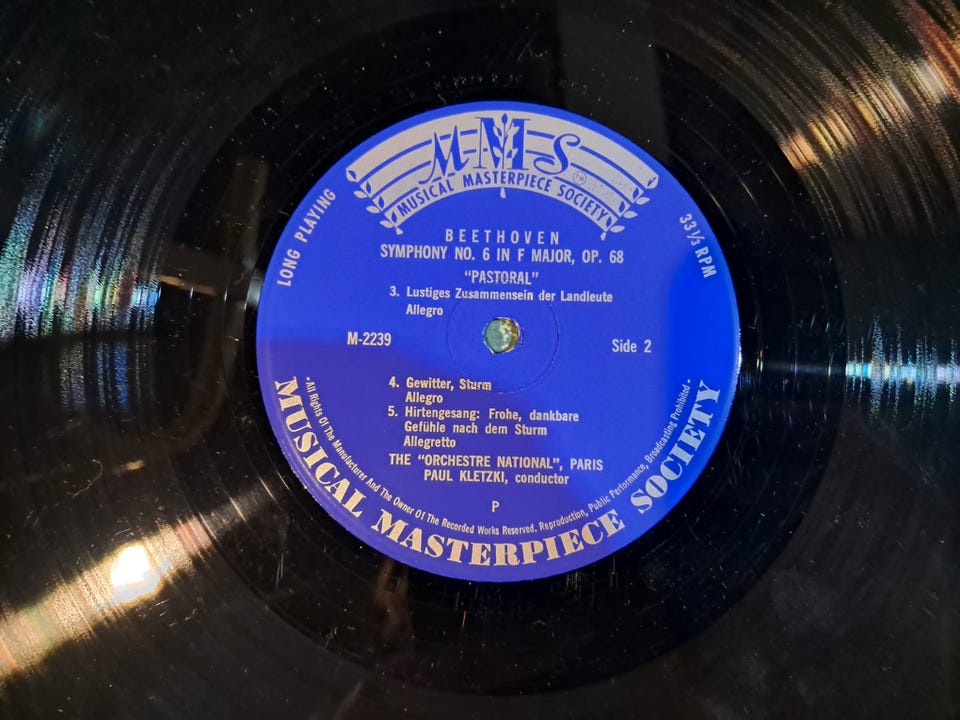 MMS
TM
MUSICAL MASTERPIECE SOCIETY
LONG PLAYING
33 1/3 RPM
BEETHOVEN
SYMPHONY NO. 6 IN F MAJOR, OP. 68
"PASTORAL"
3. Lustiges Zusammensein der Landleute
Allegro
M-2239
Side 2
4. Gewitter, Sturm
Allegro
5. Hirtengesang: Frohe, dankbare
Gefühle nach dem Sturm
Allegretto
THE "ORCHESTRE NATIONAL", PARIS
PAUL KLETZKI, conductor
P
-All Rights Of The Manufacturer And The Owner Of The Recorded Works Reserved. Reproduction, Public Performance, Broadcasting Prohibited-
MUSICAL MASTERPIECE SOCIETY